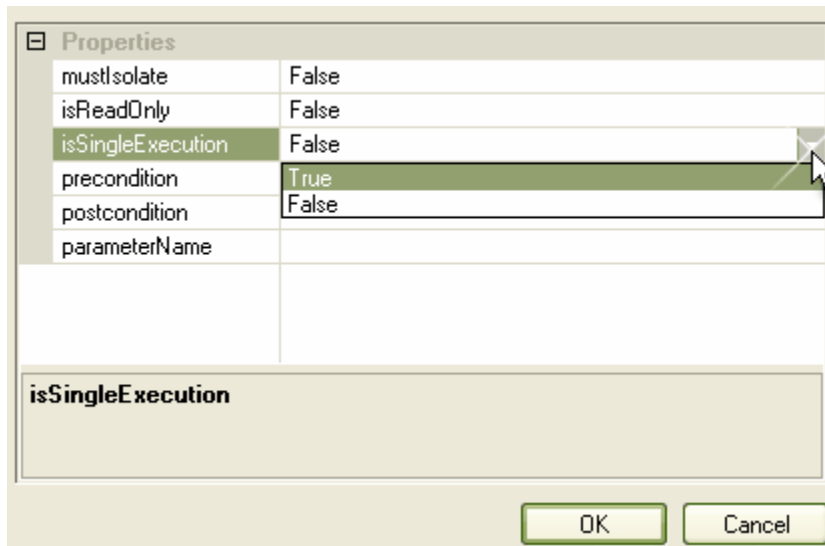 Properties
mustIsolate False
isReadOnly False
isSingleExecution False
precondition True
postcondition False
parameterName
isSingleExecution
OK Cancel